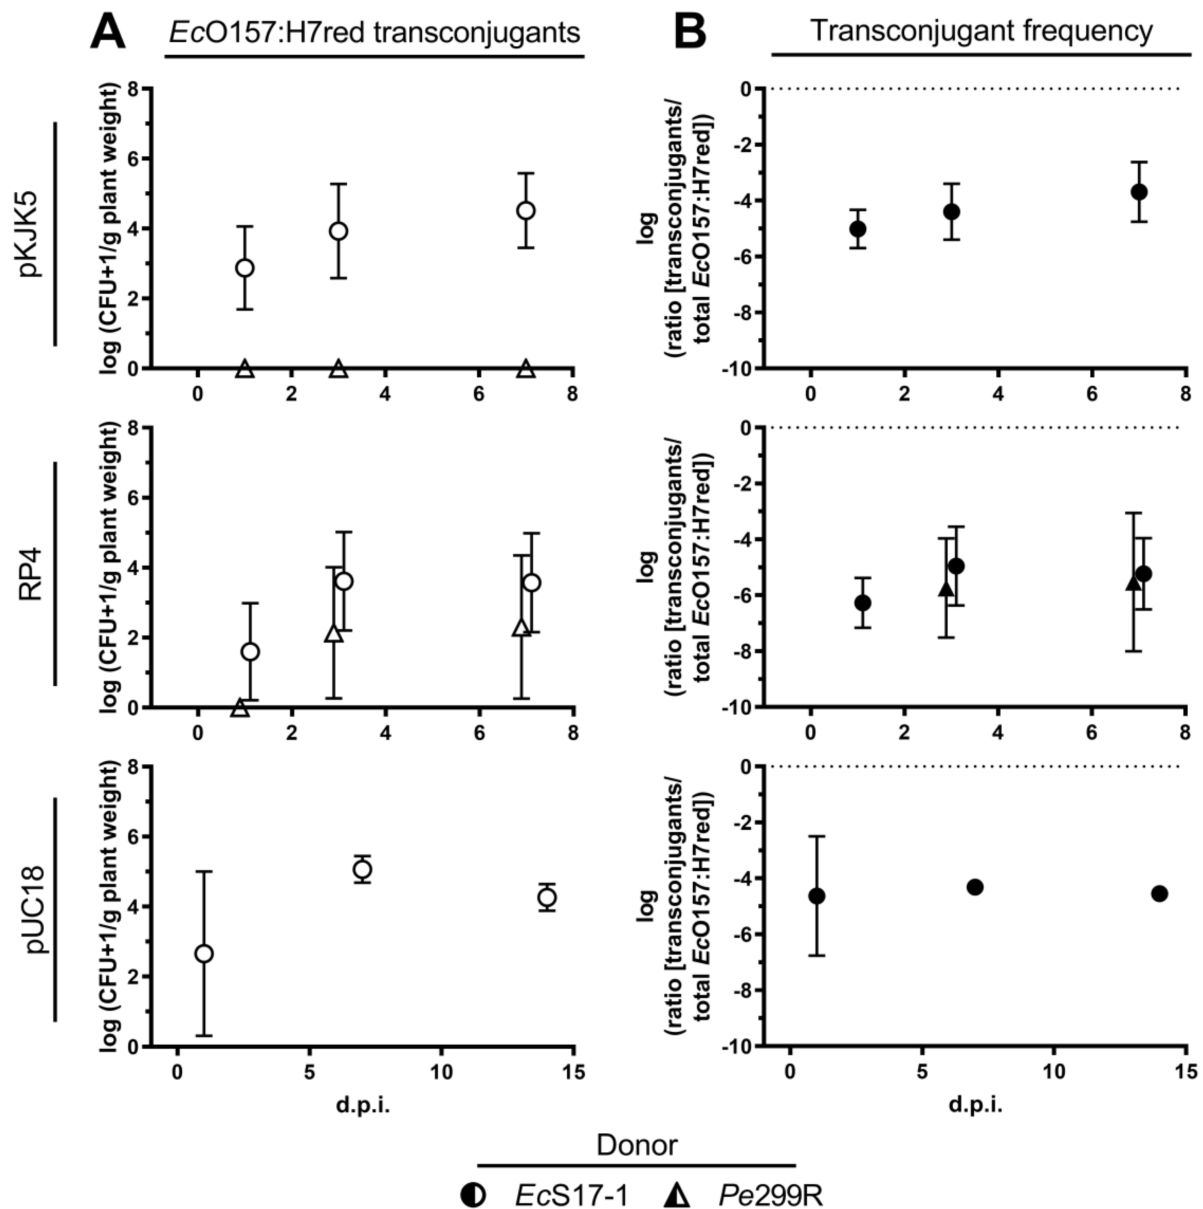 A
EcO157:H7red transconjugants
B
Transconjugant frequency
pKJK5
log (CFU+1/g plant weight)
8
6
4
2
0
0 2 4 6 8
log
(ratio [transconjugants/
total EcO157:H7red])
0
-2
-4
-6
-8
-10
0 2 4 6 8
RP4
log (CFU+1/g plant weight)
8
6
4
2
0
0 2 4 6 8
log
(ratio [transconjugants/
total EcO157:H7red])
0
-2
-4
-6
-8
-10
0 2 4 6 8
pUC18
log (CFU+1/g plant weight)
8
6
4
2
0
0 5 10 15
d.p.i.
log
(ratio [transconjugants/
total EcO157:H7red])
0
-2
-4
-6
-8
-10
0 5 10 15
d.p.i.
Donor
EcS17-1 Pe299R